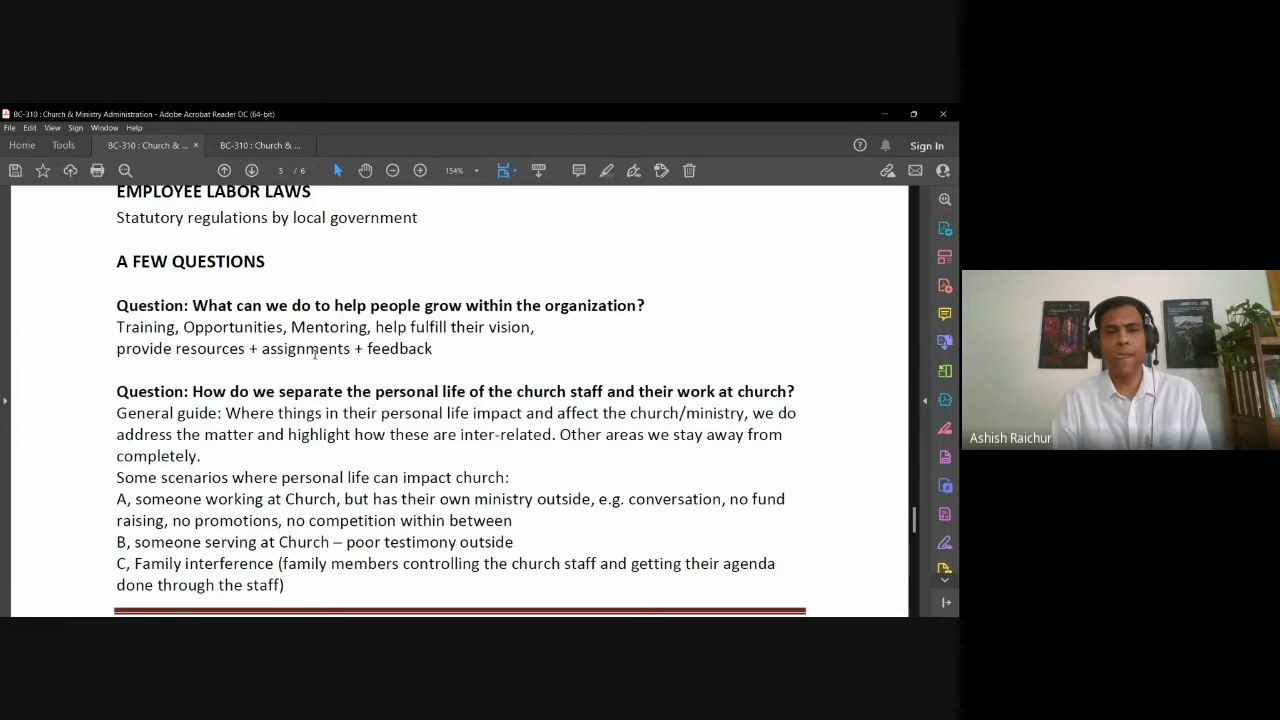 BC-310 : Church & Ministry Administration - Adobe Acrobat Reader DC (64-bit)
File Edit View Sign Window Help
Home Tools BC-310 : Church & ... × BC-310 : Church & ... Sign In
5 / 6 154%
EMPLOYEE LABOR LAWS
Statutory regulations by local government
A FEW QUESTIONS
Question: What can we do to help people grow within the organization?
Training, Opportunities, Mentoring, help fulfill their vision,
provide resources + assignments + feedback
Question: How do we separate the personal life of the church staff and their work at church?
General guide: Where things in their personal life impact and affect the church/ministry, we do
address the matter and highlight how these are inter-related. Other areas we stay away from
completely.
Some scenarios where personal life can impact church:
A, someone working at Church, but has their own ministry outside, e.g. conversation, no fund
raising, no promotions, no competition within between
B, someone serving at Church – poor testimony outside
C, Family interference (family members controlling the church staff and getting their agenda
done through the staff)
Ashish Raichur